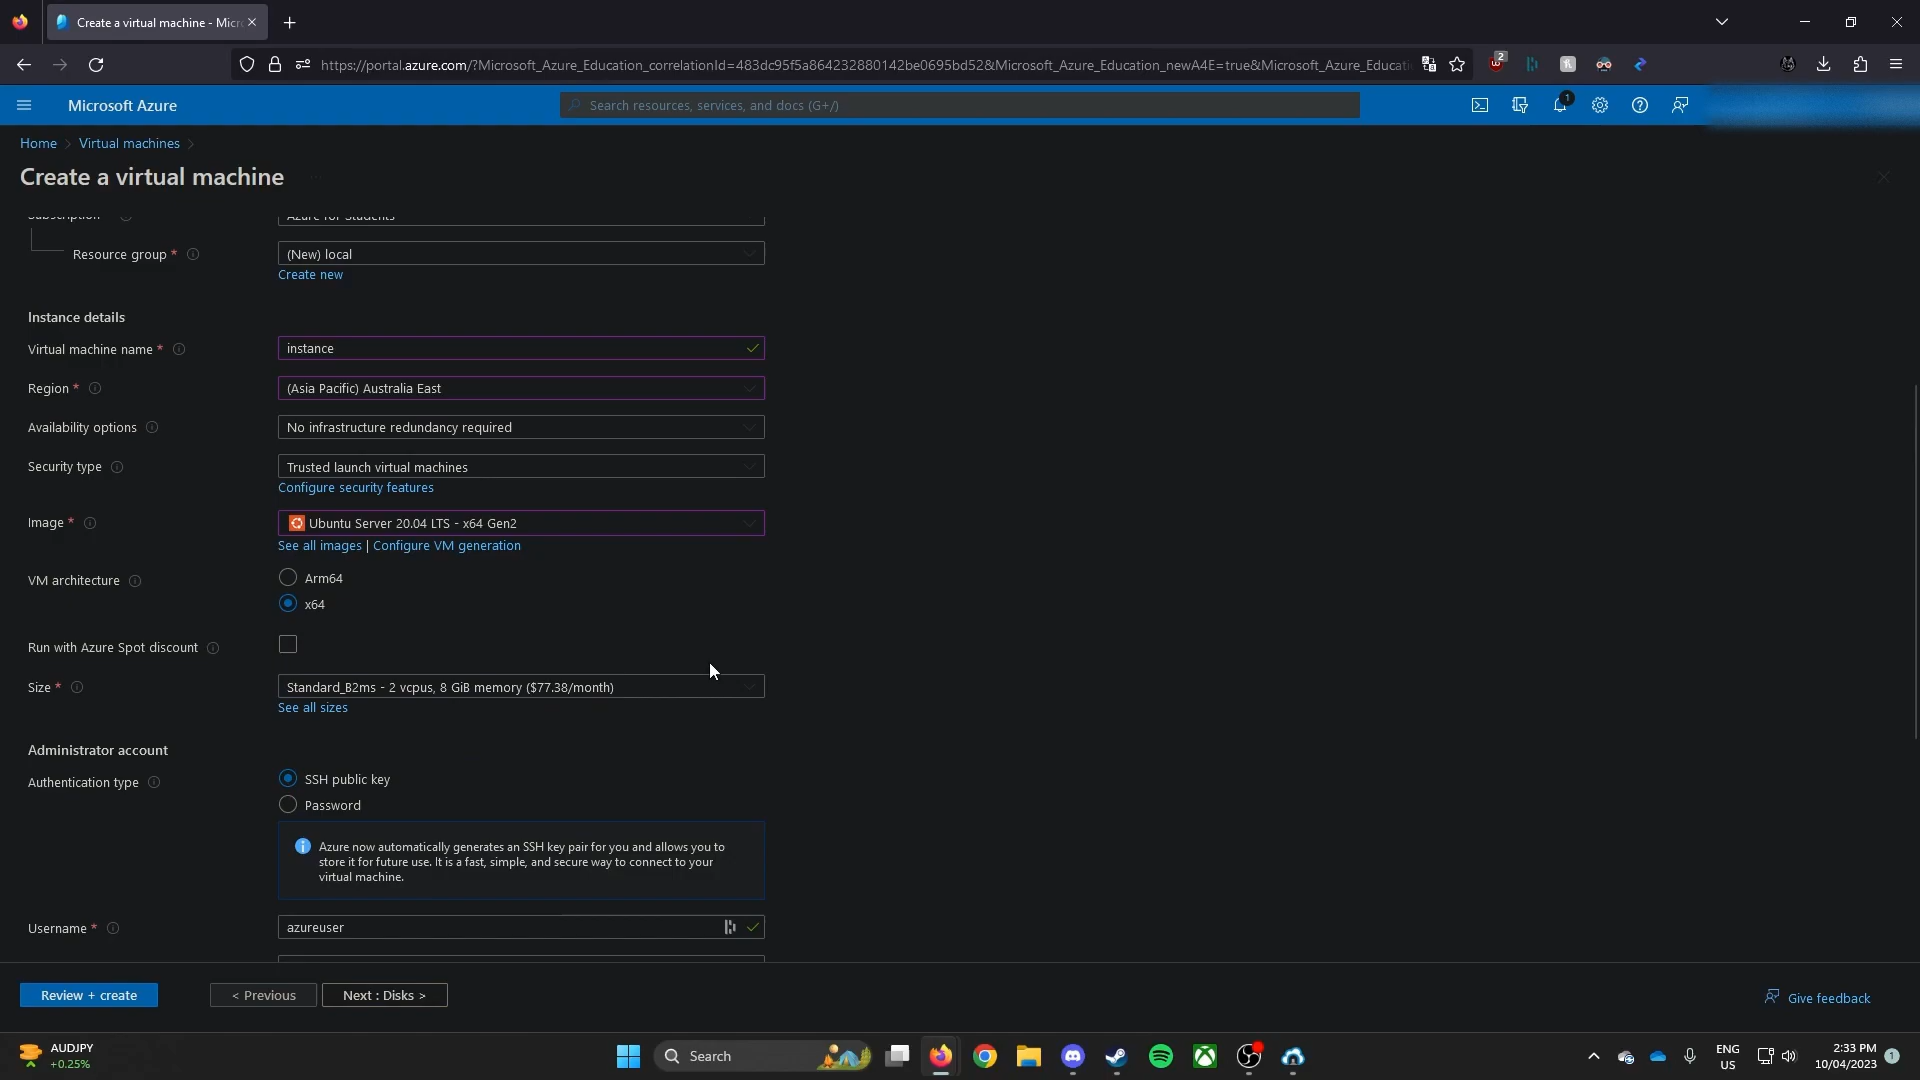 Create a virtual machine - Micr
https://portal.azure.com/?Microsoft_Azure_Education_correlationId=483dc95f5a864232880142be0695bd52&Microsoft_Azure_Education_newA4E=true&Microsoft_Azure_Educati
2
Microsoft Azure
Search resources, services, and docs (G+/)
1
Home > Virtual machines >
Create a virtual machine ...
Subscription
Azure for Students
Resource group *
(New) local
Create new
Instance details
Virtual machine name *
instance
Region *
(Asia Pacific) Australia East
Availability options
No infrastructure redundancy required
Security type
Trusted launch virtual machines
Configure security features
Image *
Ubuntu Server 20.04 LTS - x64 Gen2
See all images | Configure VM generation
VM architecture
Arm64
x64
Run with Azure Spot discount
Size *
Standard_B2ms - 2 vcpus, 8 GiB memory ($77.38/month)
See all sizes
Administrator account
Authentication type
SSH public key
Password
Azure now automatically generates an SSH key pair for you and allows you to
store it for future use. It is a fast, simple, and secure way to connect to your
virtual machine.
Username *
azureuser
Review + create
< Previous
Next : Disks >
Give feedback
AUDJPY
+0.25%
Search
ENG
US
2:33 PM
10/04/2023
1